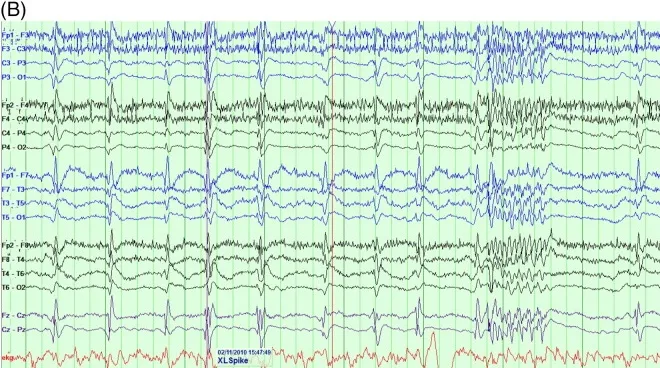 (B)
Fp1 - F3
F3 - C3
C3 - P3
P3 - O1
Fp2 - F4
F4 - C4
C4 - P4
P4 - O2
Fp1 - F7
F7 - T3
T3 - T5
T5 - O1
Fp2 - F8
F8 - T4
T4 - T6
T6 - O2
Fz - Cz
Cz - Pz
02/11/2010 15:47:49
ekg
XLSpike